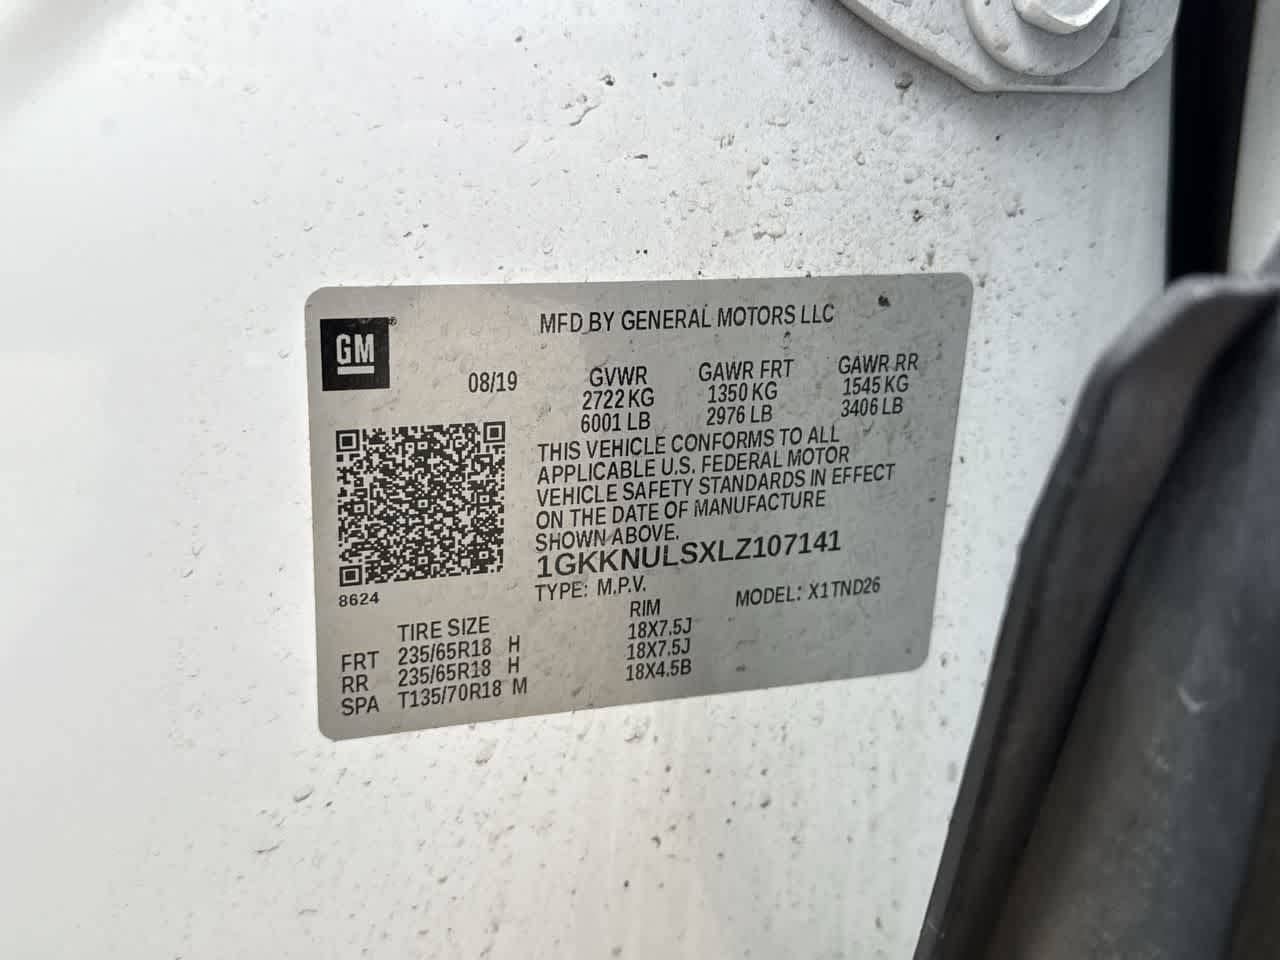 GM
MFD BY GENERAL MOTORS LLC
08/19
GVWR GAWR FRT GAWR RR
2722 KG 1350 KG 1545 KG
6001 LB 2976 LB 3406 LB
THIS VEHICLE CONFORMS TO ALL
APPLICABLE U.S. FEDERAL MOTOR
VEHICLE SAFETY STANDARDS IN EFFECT
ON THE DATE OF MANUFACTURE
SHOWN ABOVE.
1GKKNULSXLZ107141
TYPE: M.P.V. MODEL: X1TND26
8624
TIRE SIZE RIM
FRT 235/65R18 H 18X7.5J
RR 235/65R18 H 18X7.5J
SPA T135/70R18 M 18X4.5B